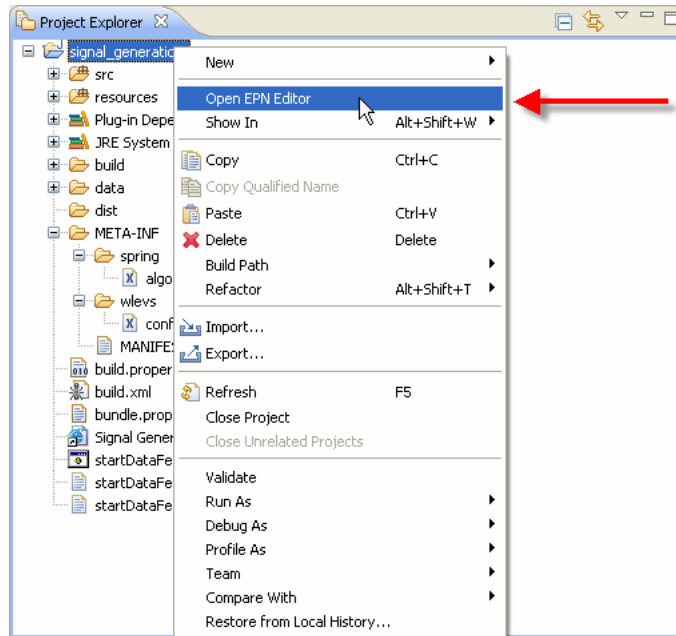 Project Explorer
signal_generatio
src
resources
Plug-in Depe
JRE System
build
data
dist
META-INF
spring
algo
wlevs
conf
MANIFES
build.proper
build.xml
bundle.prop
Signal Gener
startDataFe
startDataFe
startDataFe
New
Open EPN Editor
Show In Alt+Shift+W
Copy Ctrl+C
Copy Qualified Name
Paste Ctrl+V
Delete Delete
Build Path
Refactor Alt+Shift+T
Import...
Export...
Refresh F5
Close Project
Close Unrelated Projects
Validate
Run As
Debug As
Profile As
Team
Compare With
Restore from Local History...